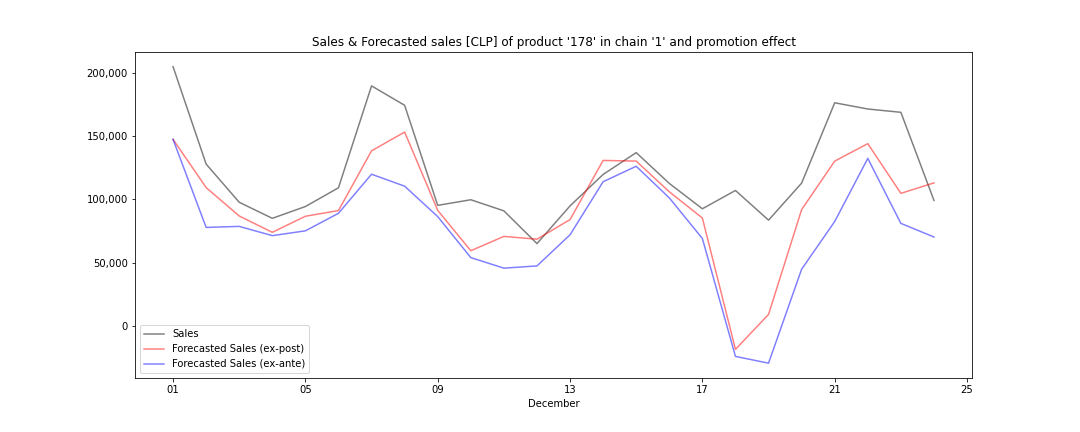 Sales & Forecasted sales [CLP] of product '178' in chain '1' and promotion effect
200,000
150,000
100,000
50,000
0
Sales
Forecasted Sales (ex-post)
Forecasted Sales (ex-ante)
01 05 09 13 17 21 25
December